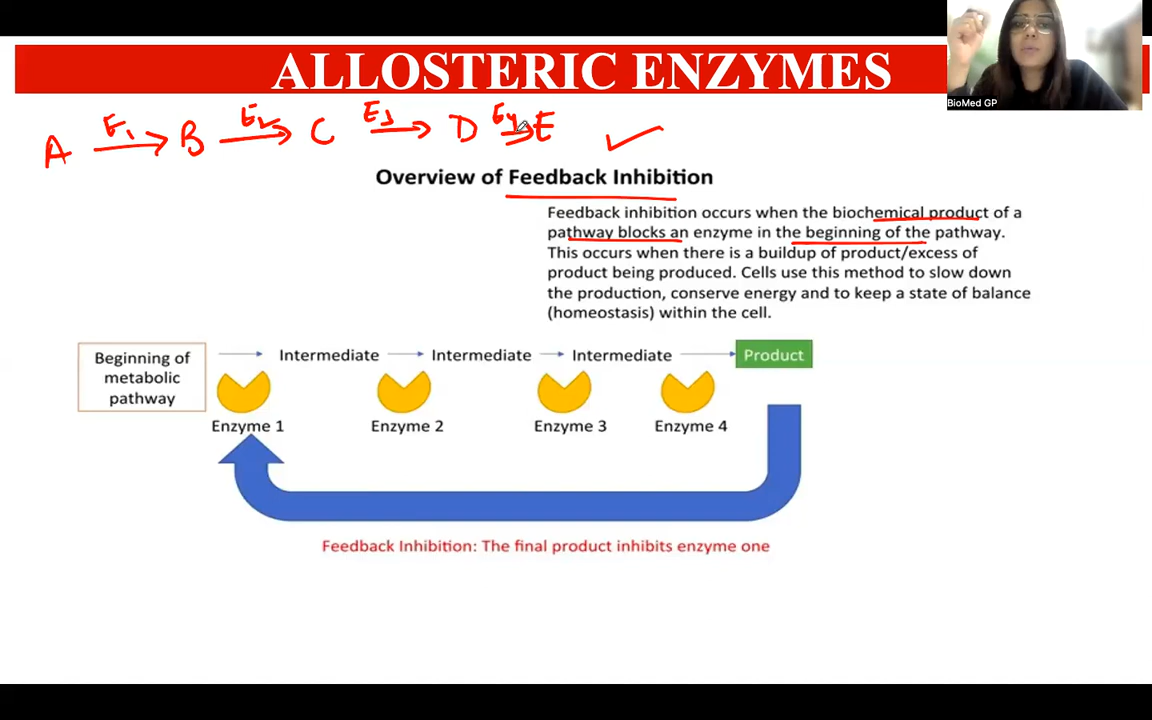 ALLOSTERIC ENZYMES
BioMed GP
A E1 B E2 C E3 D E4 E
Overview of Feedback Inhibition
Feedback inhibition occurs when the biochemical product of a
pathway blocks an enzyme in the beginning of the pathway.
This occurs when there is a buildup of product/excess of
product being produced. Cells use this method to slow down
the production, conserve energy and to keep a state of balance
(homeostasis) within the cell.
Beginning of
metabolic
pathway
Intermediate
Intermediate
Intermediate
Product
Enzyme 1
Enzyme 2
Enzyme 3
Enzyme 4
Feedback Inhibition: The final product inhibits enzyme one